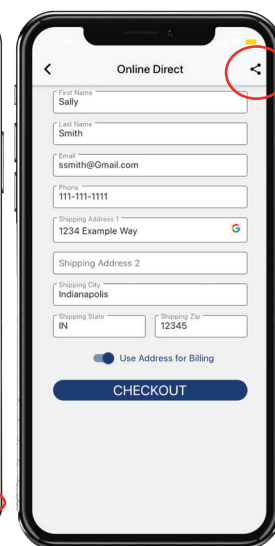 Online Direct
First Name
Sally
Last Name
Smith
Email
ssmith@Gmail.com
Phone
111-111-1111
Shipping Address 1
1234 Example Way
G
Shipping Address 2
Shipping City
Indianapolis
Shipping State
IN
Shipping Zip
12345
Use Address for Billing
CHECKOUT